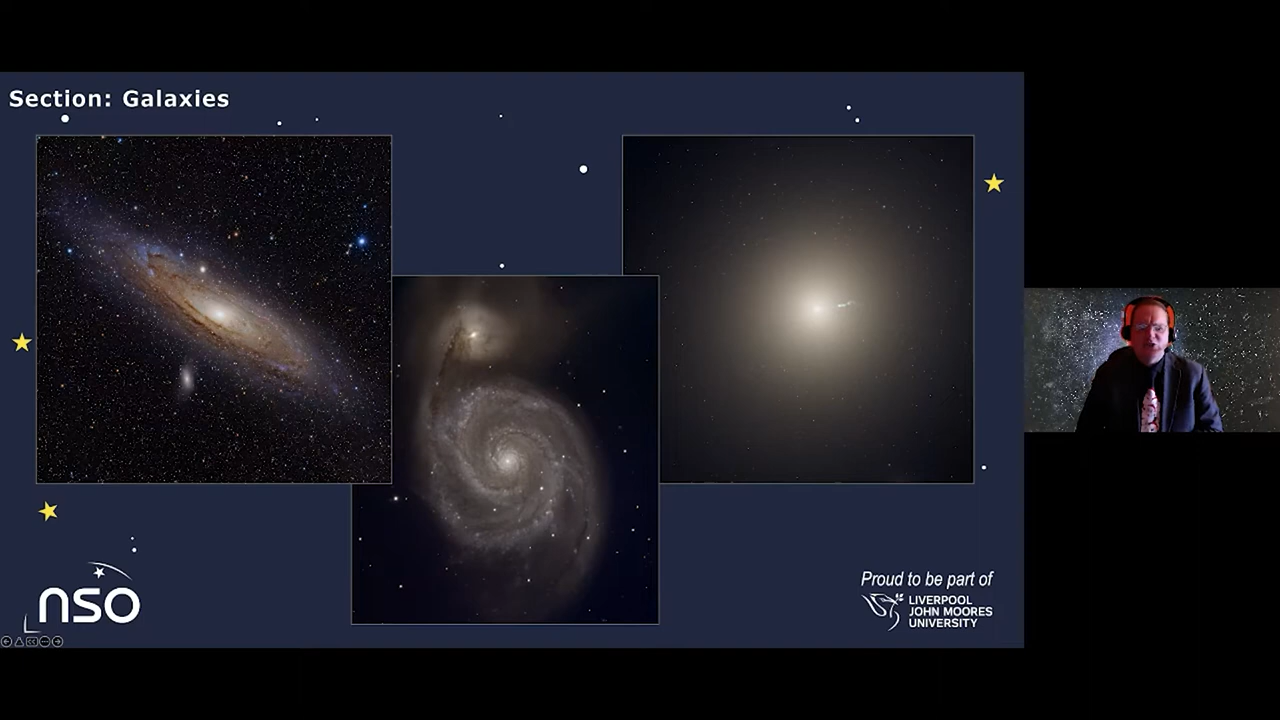 Section: Galaxies
nso
Proud to be part of
LIVERPOOL
JOHN MOORES
UNIVERSITY